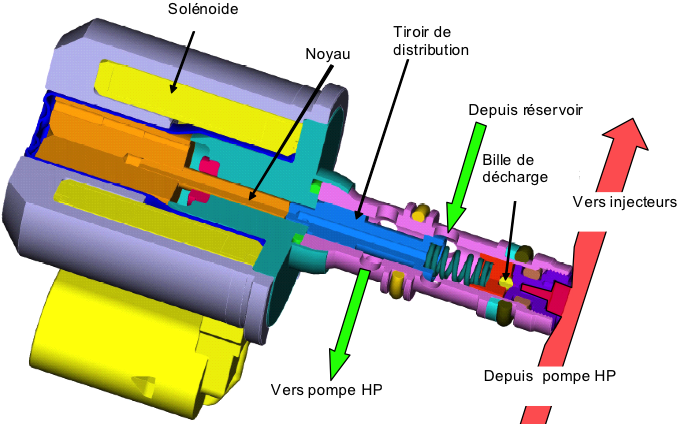 Solénoide
Noyau
Tiroir de
distribution
Depuis réservoir
Bille de
décharge
Vers injecteurs
Depuis pompe HP
Vers pompe HP